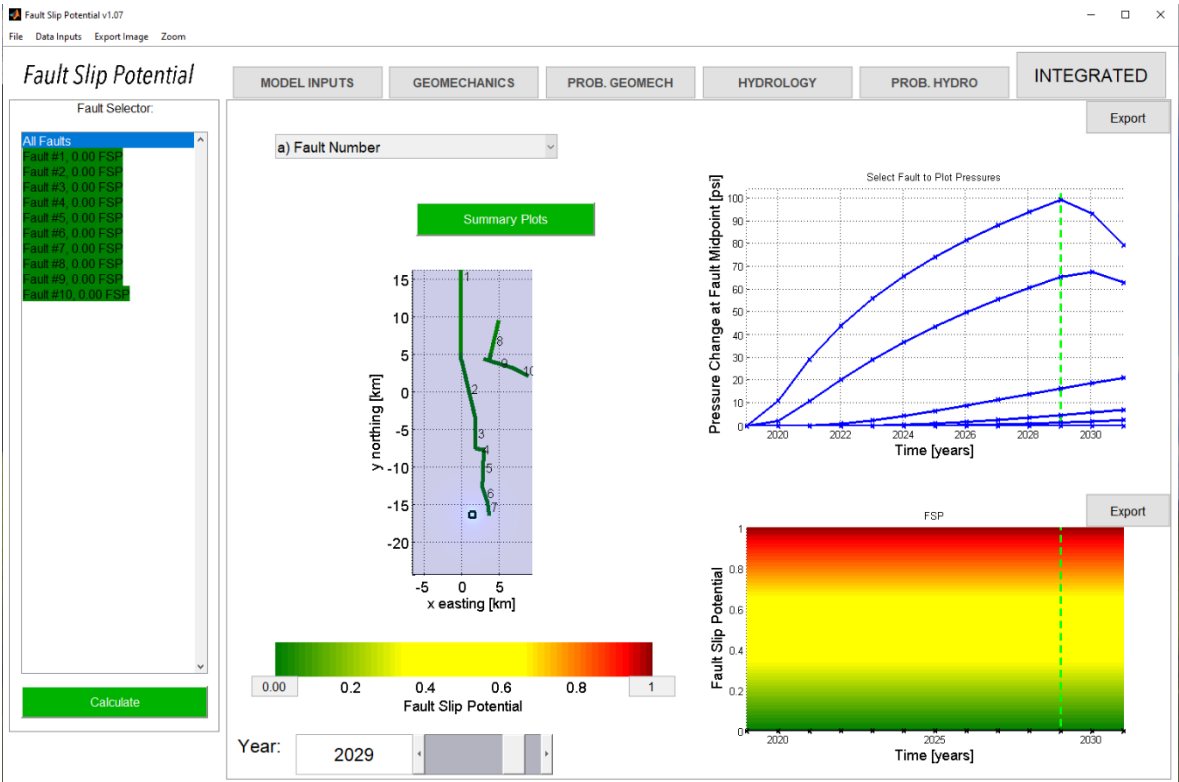 Fault Slip Potential v1.07
File Data Inputs Export Image Zoom
Fault Slip Potential
MODEL INPUTS GEOMECHANICS PROB. GEOMECH HYDROLOGY PROB. HYDRO INTEGRATED
Fault Selector:
All Faults
Fault #1, 0.00 FSP
Fault #2, 0.00 FSP
Fault #3, 0.00 FSP
Fault #4, 0.00 FSP
Fault #5, 0.00 FSP
Fault #6, 0.00 FSP
Fault #7, 0.00 FSP
Fault #8, 0.00 FSP
Fault #9, 0.00 FSP
Fault #10, 0.00 FSP
Calculate
a) Fault Number
Summary Plots
15
10
5
0
-5
-10
-15
-20
y northing [km]
1
2
3
4
5
6
7
8
9
10
-5 0 5
x easting [km]
0.00 0.2 0.4 0.6 0.8 1
Fault Slip Potential
Year: 2029
Export
Select Fault to Plot Pressures
Pressure Change at Fault Midpoint [psi]
100
90
80
70
60
50
40
30
20
10
0
2020 2022 2024 2026 2028 2030
Time [years]
Export
FSP
Fault Slip Potential
1
0.8
0.6
0.4
0.2
0
2020 2025 2030
Time [years]